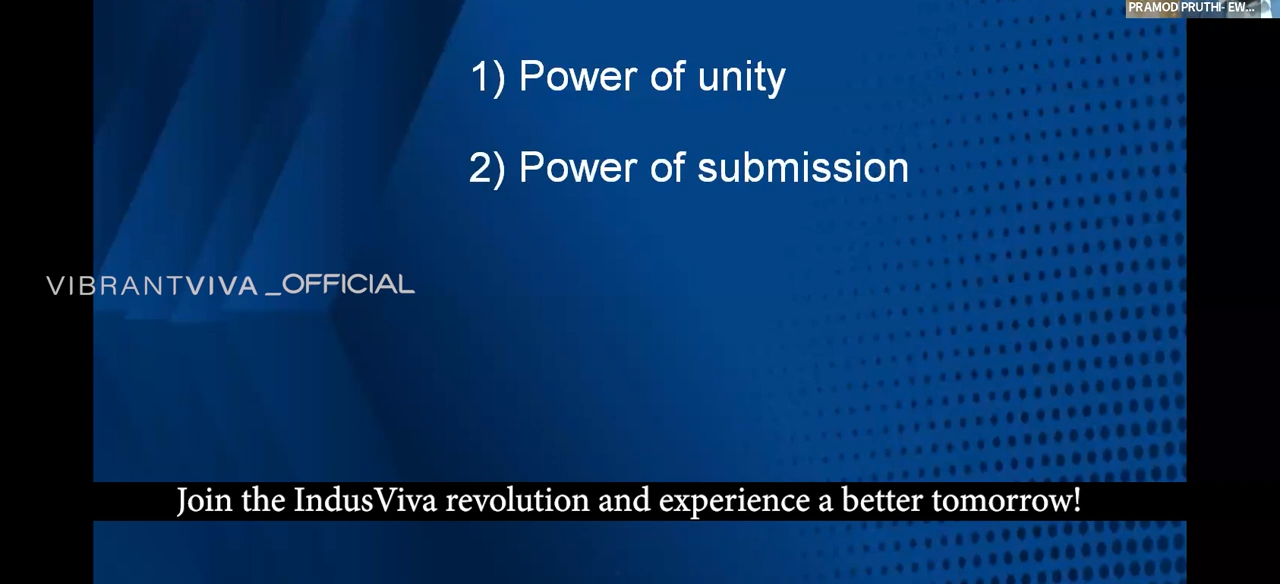 PRAMOD PRUTHI- EW...
1) Power of unity
2) Power of submission
VIBRANTVIVA _OFFICIAL
Join the IndusViva revolution and experience a better tomorrow!